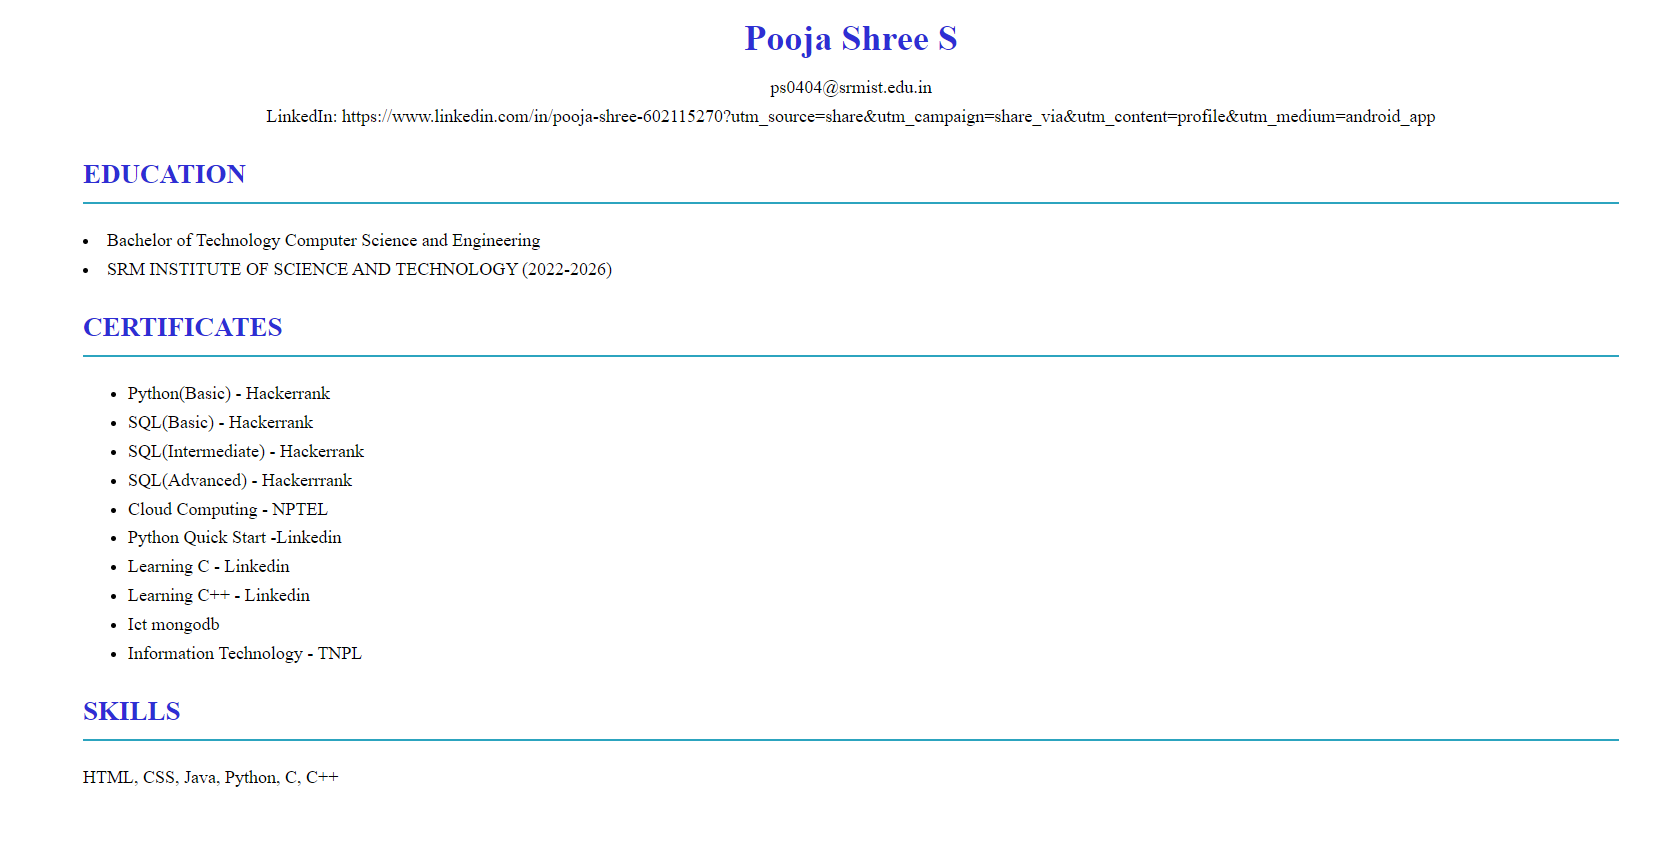 Pooja Shree S
ps0404@srmist.edu.in
LinkedIn: https://www.linkedin.com/in/pooja-shree-602115270?utm_source=share&utm_campaign=share_via&utm_content=profile&utm_medium=android_app
EDUCATION
• Bachelor of Technology Computer Science and Engineering
• SRM INSTITUTE OF SCIENCE AND TECHNOLOGY (2022-2026)
CERTIFICATES
• Python(Basic) - Hackerrank
• SQL(Basic) - Hackerrank
• SQL(Intermediate) - Hackerrank
• SQL(Advanced) - Hackerrrank
• Cloud Computing - NPTEL
• Python Quick Start -Linkedin
• Learning C - Linkedin
• Learning C++ - Linkedin
• Ict mongodb
• Information Technology - TNPL
SKILLS
HTML, CSS, Java, Python, C, C++